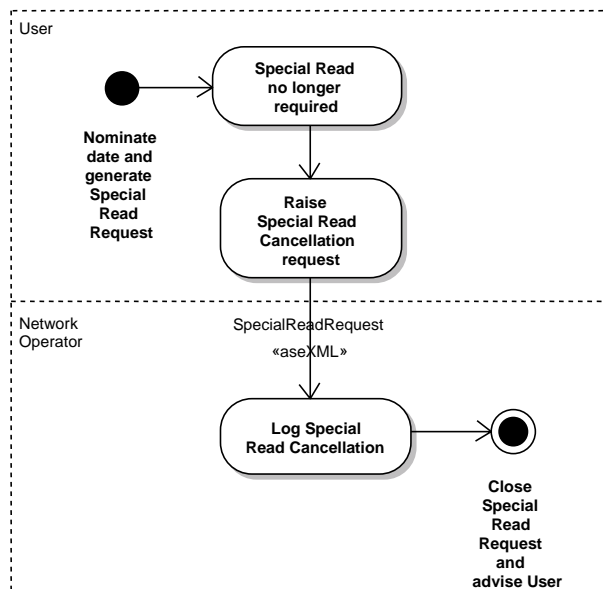 User
Special Read
no longer
required
Nominate
date and
generate
Special
Read
Request
Raise
Special Read
Cancellation
request
Network
Operator
SpecialReadRequest
«aseXML»
Log Special
Read Cancellation
Close
Special
Read
Request
and
advise User